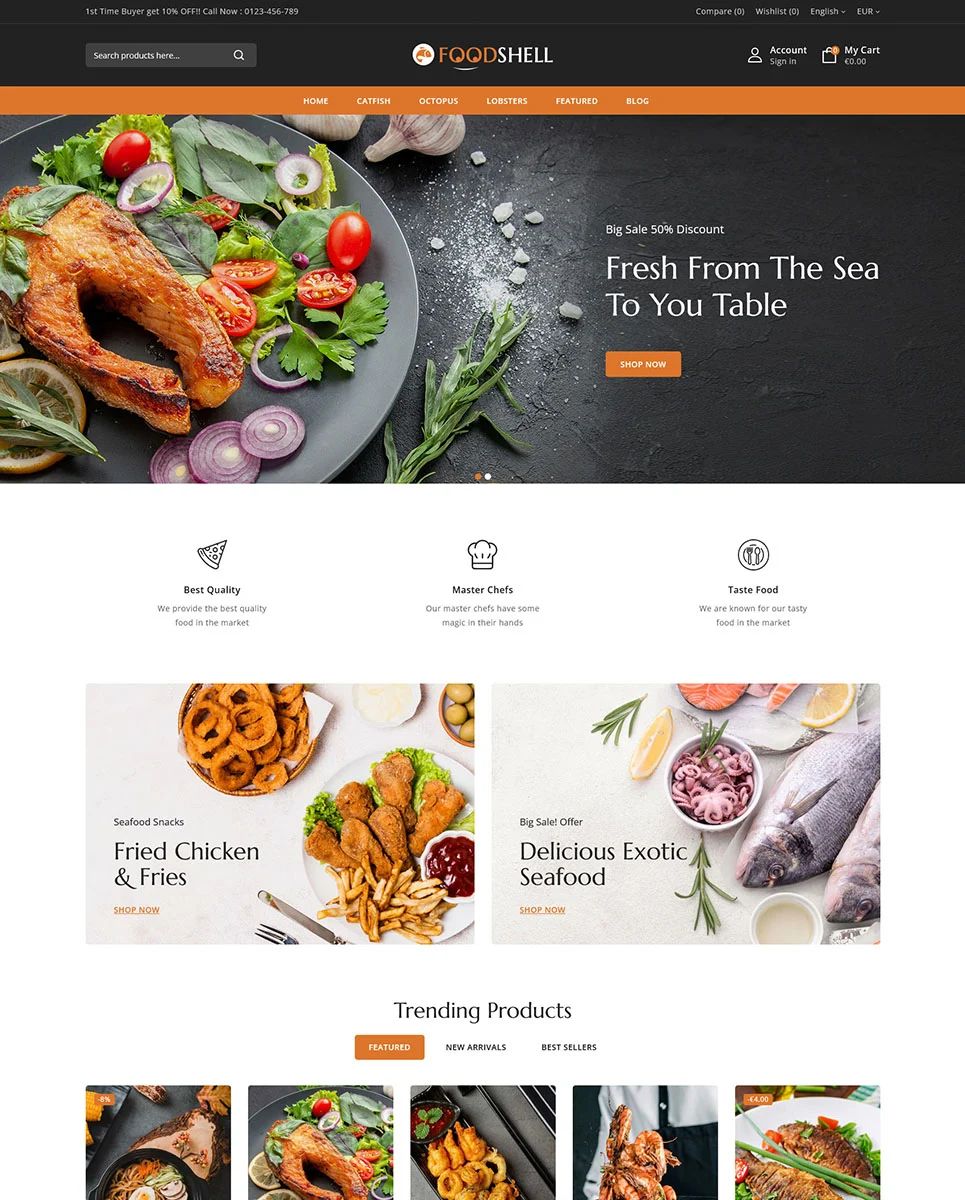 1st Time Buyer get 10% OFF!! Call Now : 0123-456-789
Compare (0) Wishlist (0) English EUR
Search products here...
FOODSHELL
Account
Sign in
0
My Cart
€0.00
HOME CATFISH OCTOPUS LOBSTERS FEATURED BLOG
Big Sale 50% Discount
Fresh From The Sea
To You Table
SHOP NOW
Best Quality
We provide the best quality
food in the market
Master Chefs
Our master chefs have some
magic in their hands
Taste Food
We are known for our tasty
food in the market
Seafood Snacks
Fried Chicken
& Fries
SHOP NOW
Big Sale! Offer
Delicious Exotic
Seafood
SHOP NOW
Trending Products
FEATURED NEW ARRIVALS BEST SELLERS
-8%
-€4.00